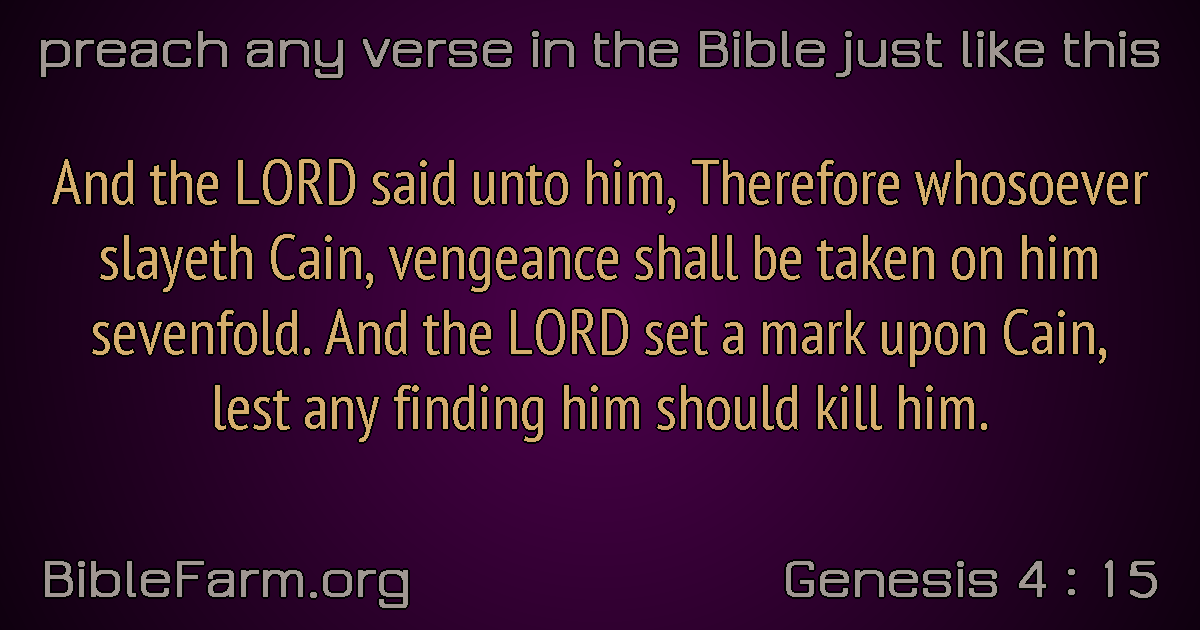 preach any verse in the Bible just like this
And the LORD said unto him, Therefore whosoever
slayeth Cain, vengeance shall be taken on him
sevenfold. And the LORD set a mark upon Cain,
lest any finding him should kill him.
BibleFarm.org
Genesis 4 : 15